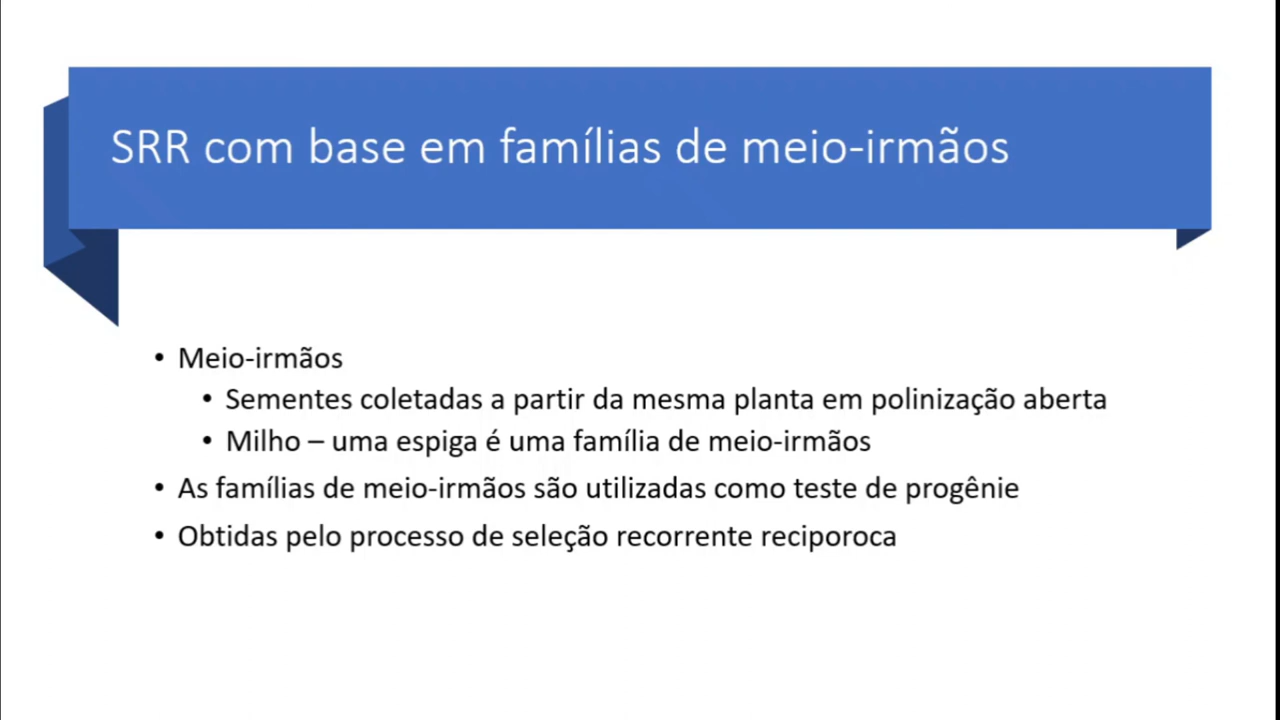 SRR com base em famílias de meio-irmãos
• Meio-irmãos
• Sementes coletadas a partir da mesma planta em polinização aberta
• Milho – uma espiga é uma família de meio-irmãos
• As famílias de meio-irmãos são utilizadas como teste de progênie
• Obtidas pelo processo de seleção recorrente reciporoca